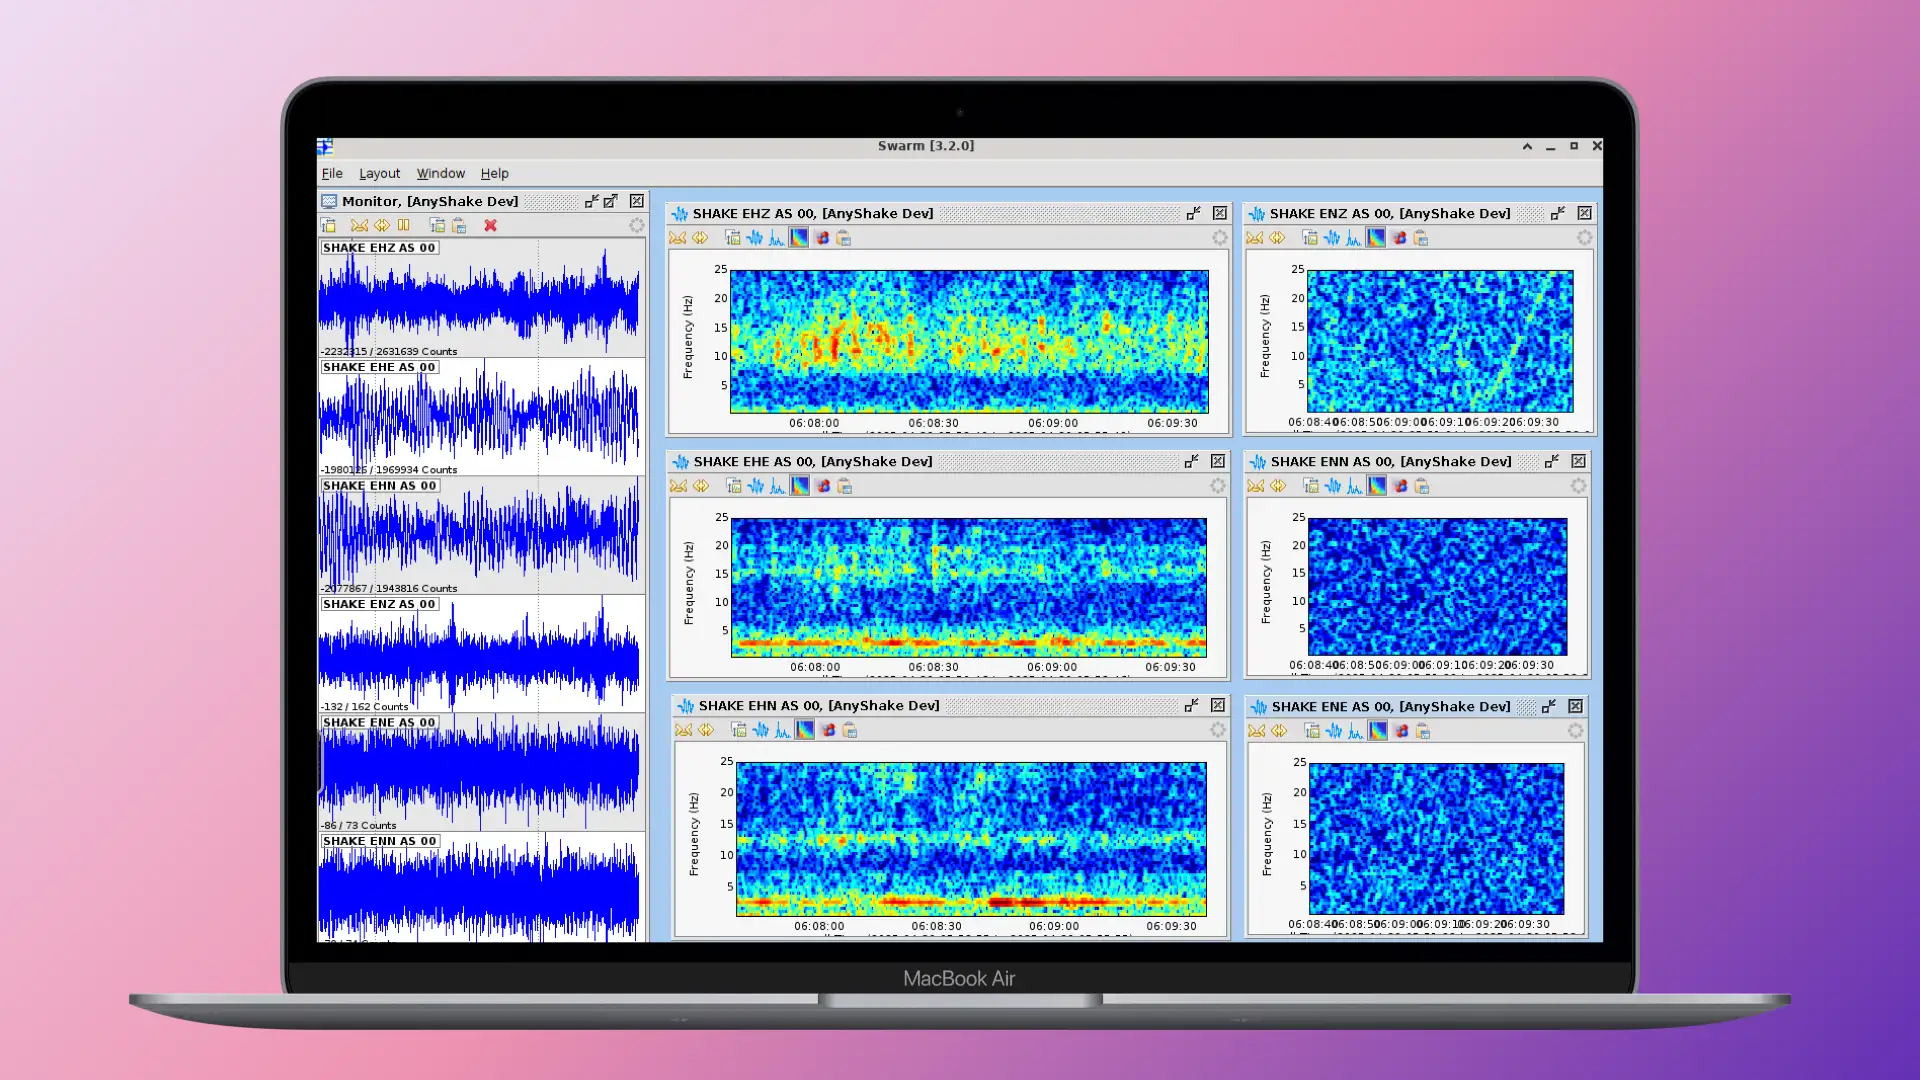 Swarm [3.2.0]
File Layout Window Help
Monitor, [AnyShake Dev]
SHAKE EHZ AS 00
-2232315 / 2631639 Counts
SHAKE EHE AS 00
-1980126 / 1969934 Counts
SHAKE EHN AS 00
-2077867 / 1943816 Counts
SHAKE ENZ AS 00
-132 / 162 Counts
SHAKE ENE AS 00
-86 / 73 Counts
SHAKE ENN AS 00
SHAKE EHZ AS 00, [AnyShake Dev]
Frequency (Hz)
25
20
15
10
5
06:08:00 06:08:30 06:09:00 06:09:30
SHAKE ENZ AS 00, [AnyShake Dev]
Frequency (Hz)
25
20
15
10
5
06:08:40 06:08:50 06:09:00 06:09:10 06:09:20 06:09:30
SHAKE EHE AS 00, [AnyShake Dev]
Frequency (Hz)
25
20
15
10
5
06:08:00 06:08:30 06:09:00 06:09:30
SHAKE ENN AS 00, [AnyShake Dev]
Frequency (Hz)
25
20
15
10
5
06:08:40 06:08:50 06:09:00 06:09:10 06:09:20 06:09:30
SHAKE EHN AS 00, [AnyShake Dev]
Frequency (Hz)
25
20
15
10
5
06:08:00 06:08:30 06:09:00 06:09:30
SHAKE ENE AS 00, [AnyShake Dev]
Frequency (Hz)
25
20
15
10
5
06:08:40 06:08:50 06:09:00 06:09:10 06:09:20 06:09:30
MacBook Air